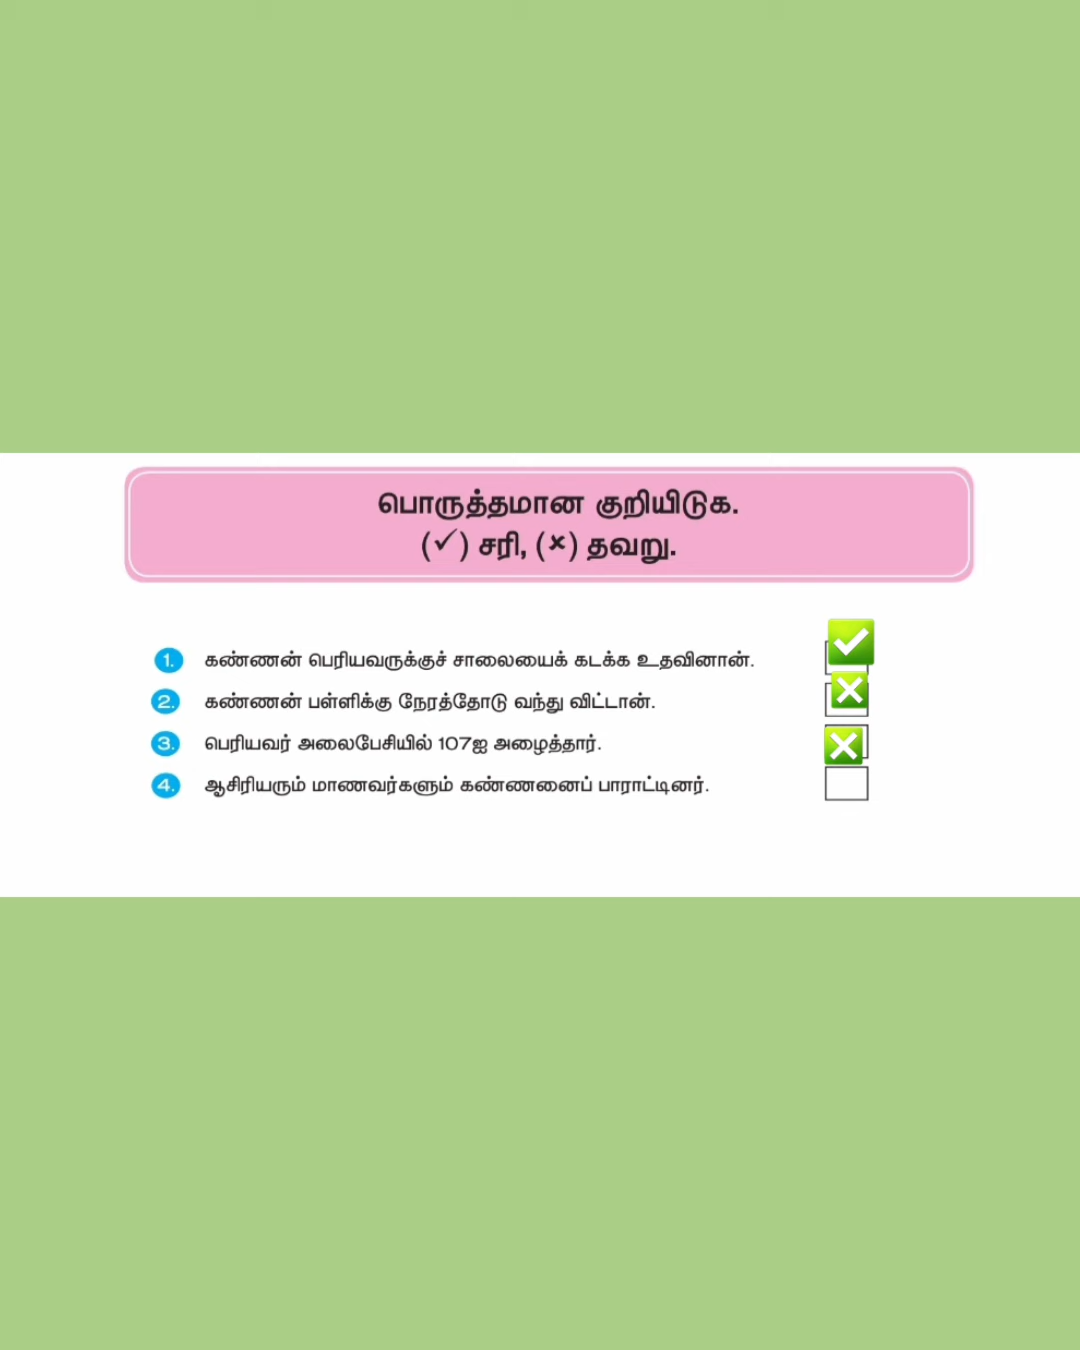 பொருத்தமான குறியிடுக.
(✓) சரி, (✗) தவறு.
1. கண்ணன் பெரியவருக்குச் சாலையைக் கடக்க உதவினான். ✓
2. கண்ணன் பள்ளிக்கு நேரத்தோடு வந்து விட்டான். ✗
3. பெரியவர் அலைபேசியில் 107ஐ அழைத்தார். ✗
4. ஆசிரியரும் மாணவர்களும் கண்ணனைப் பாராட்டினர்.